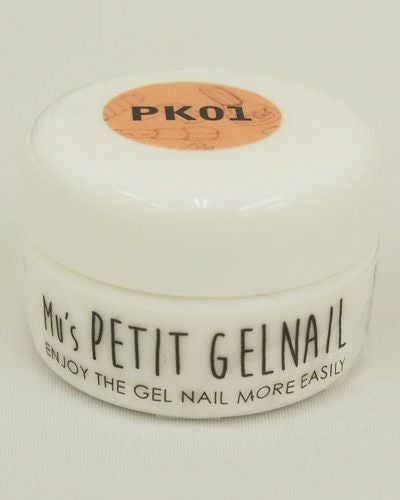 PK01
Mu's PETIT GELNAIL
ENJOY THE GEL NAIL MORE EASILY